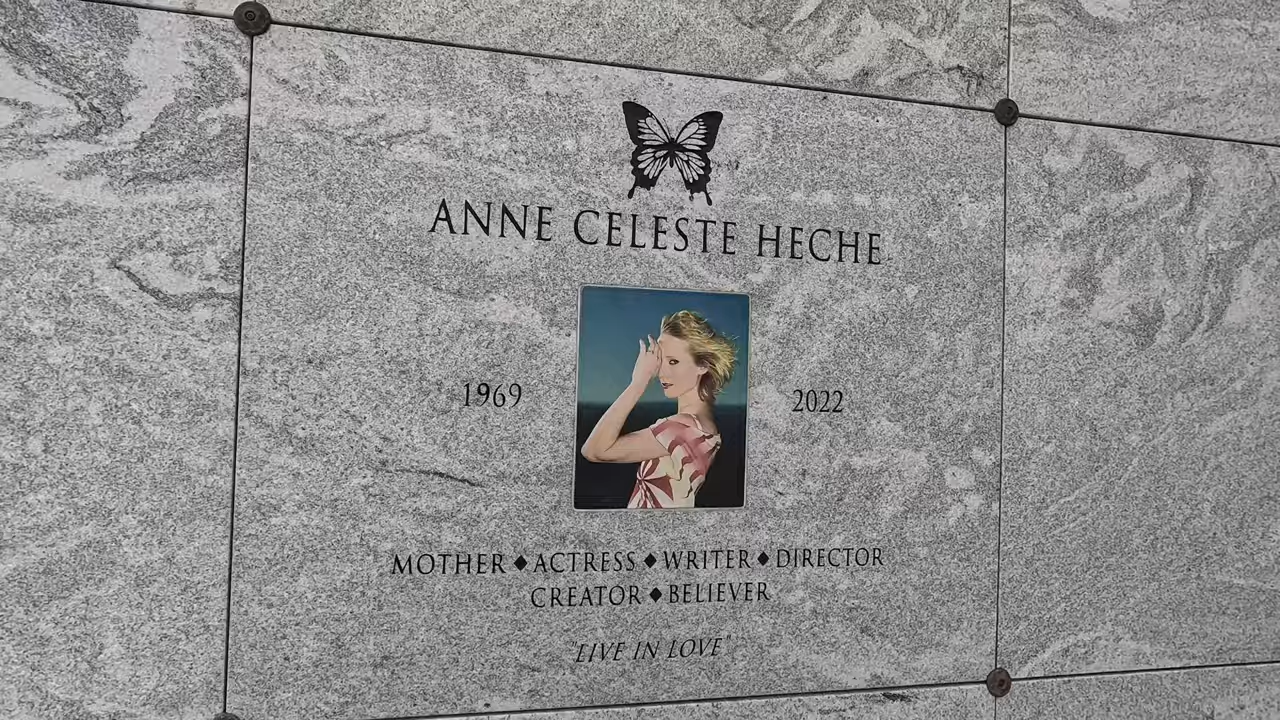 ANNE CELESTE HECHE
1969 2022
MOTHER ♦ ACTRESS ♦ WRITER ♦ DIRECTOR
CREATOR ♦ BELIEVER
"LIVE IN LOVE"